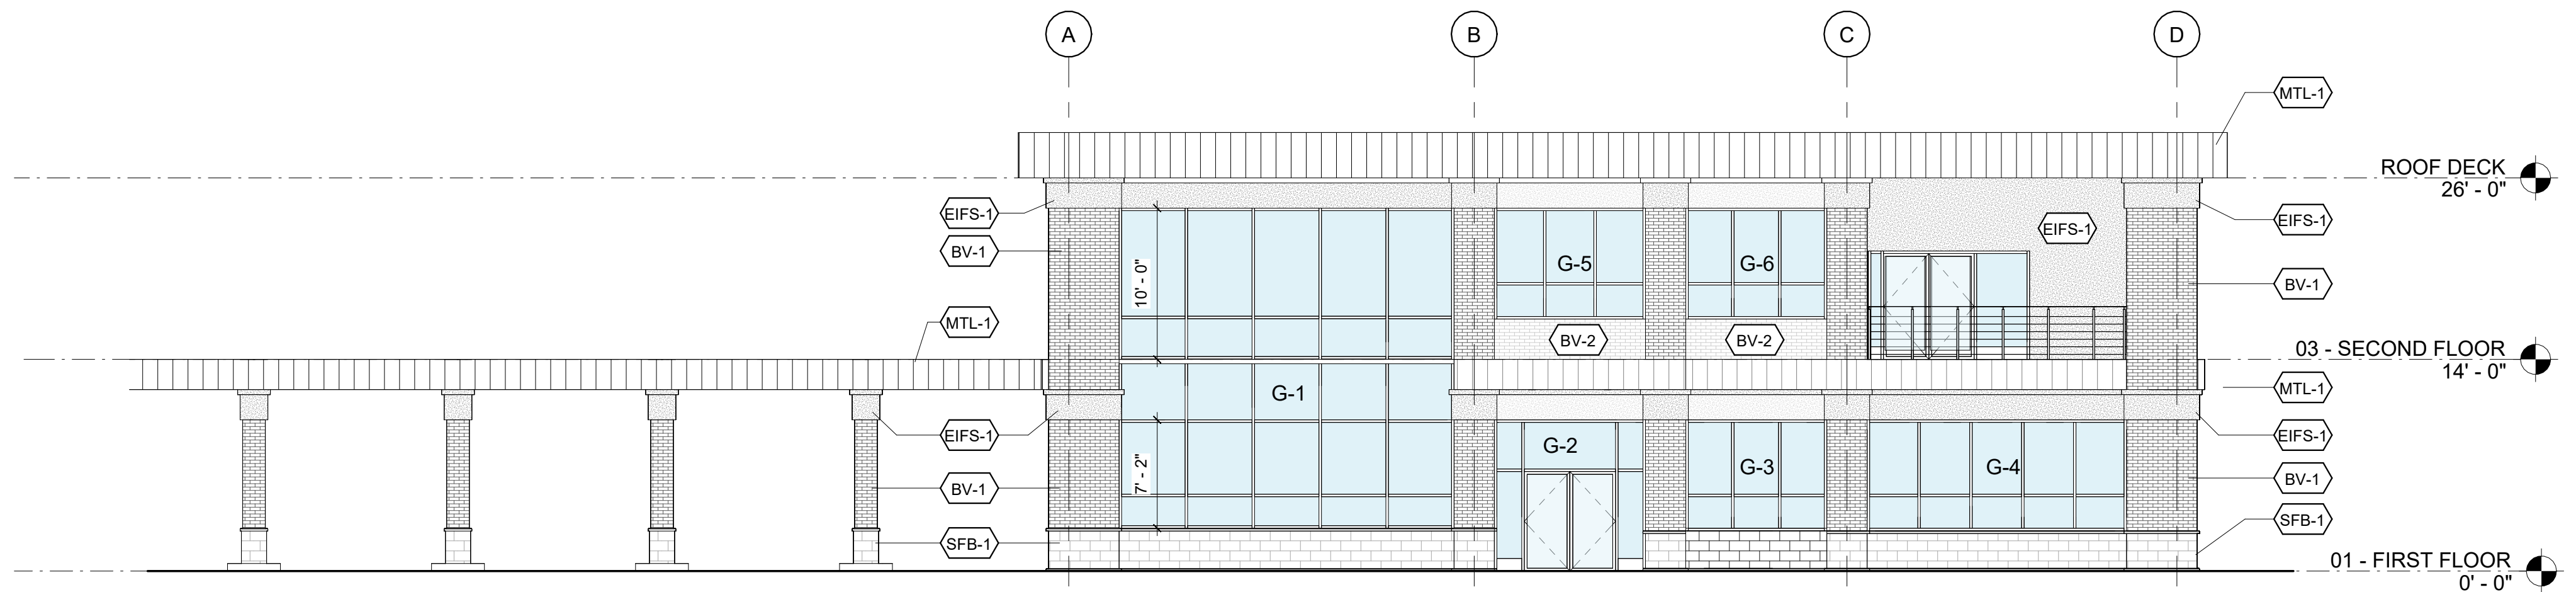 A
B
C
D
MTL-1
ROOF DECK
26' - 0"
EIFS-1
EIFS-1
EIFS-1
BV-1
G-5
G-6
10' - 0"
BV-1
MTL-1
BV-2
BV-2
03 - SECOND FLOOR
14' - 0"
G-1
MTL-1
EIFS-1
G-2
EIFS-1
7' - 2"
G-3
G-4
BV-1
BV-1
SFB-1
SFB-1
01 - FIRST FLOOR
0' - 0"